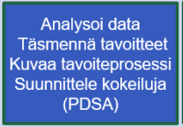 Analysoi data
Täsmennä tavoitteet
Kuvaa tavoiteprosessi
Suunnittele kokeiluja
(PDSA)